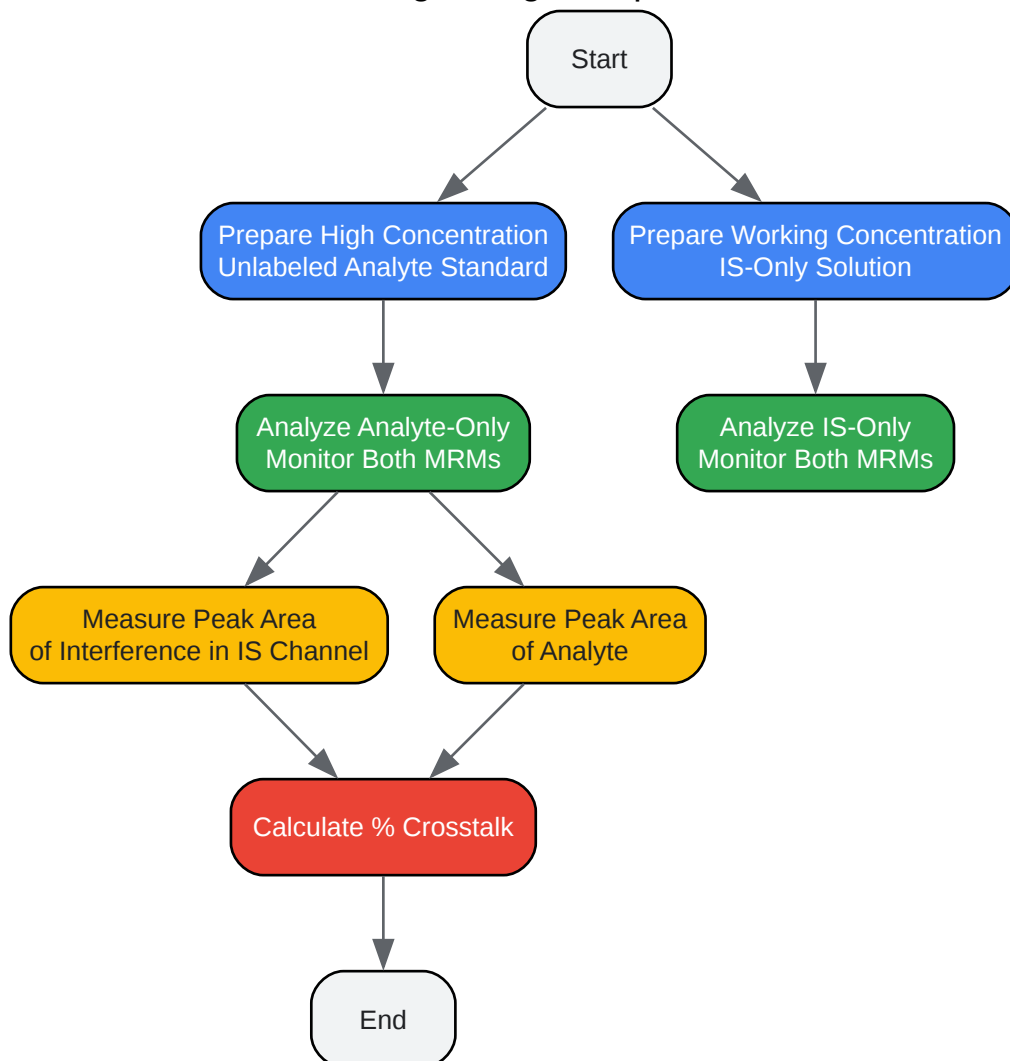 Start
Prepare High Concentration
Unlabeled Analyte Standard
Prepare Working Concentration
IS-Only Solution
Analyze Analyte-Only
Monitor Both MRMs
Analyze IS-Only
Monitor Both MRMs
Measure Peak Area
of Interference in IS Channel
Measure Peak Area
of Analyte
Calculate % Crosstalk
End